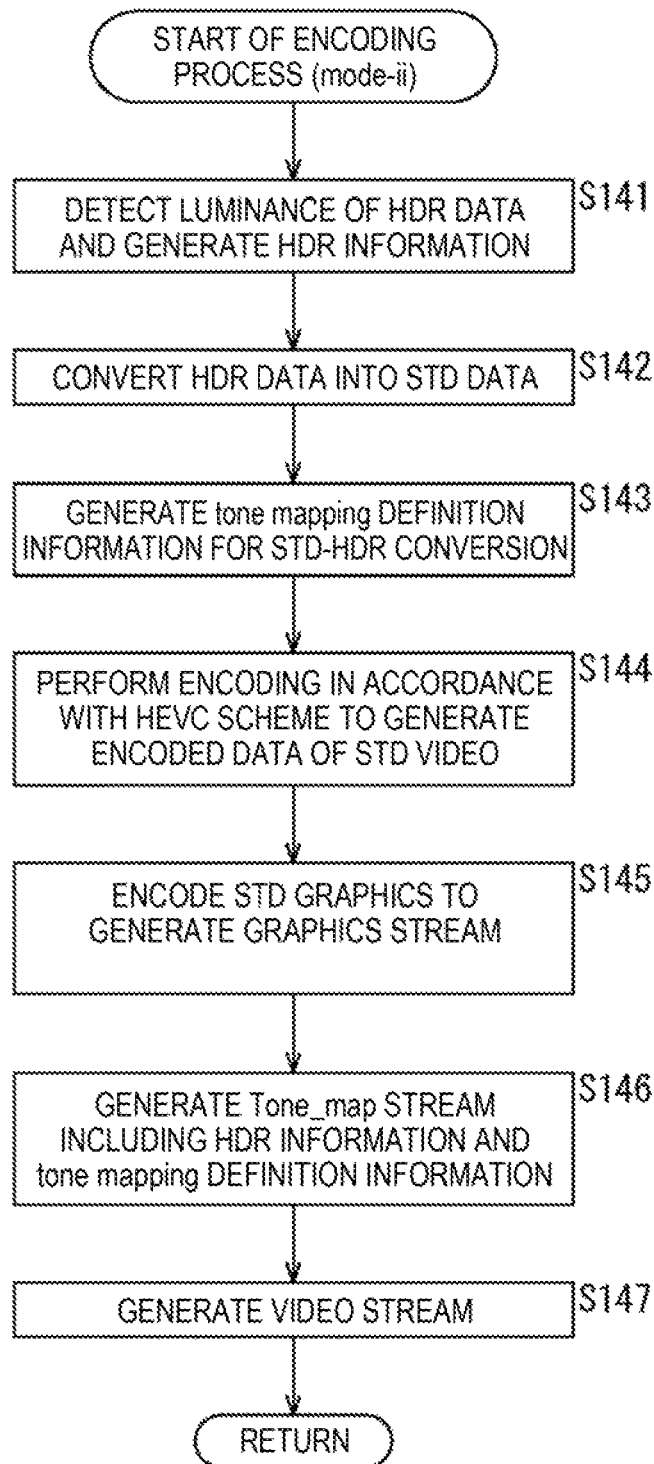 START OF ENCODING
PROCESS (mode-ii)
DETECT LUMINANCE OF HDR DATA
AND GENERATE HDR INFORMATION
S141
CONVERT HDR DATA INTO STD DATA
S142
GENERATE tone mapping DEFINITION
INFORMATION FOR STD-HDR CONVERSION
S143
PERFORM ENCODING IN ACCORDANCE
WITH HEVC SCHEME TO GENERATE
ENCODED DATA OF STD VIDEO
S144
ENCODE STD GRAPHICS TO
GENERATE GRAPHICS STREAM
S145
GENERATE Tone_map STREAM
INCLUDING HDR INFORMATION AND
tone mapping DEFINITION INFORMATION
S146
GENERATE VIDEO STREAM
S147
RETURN